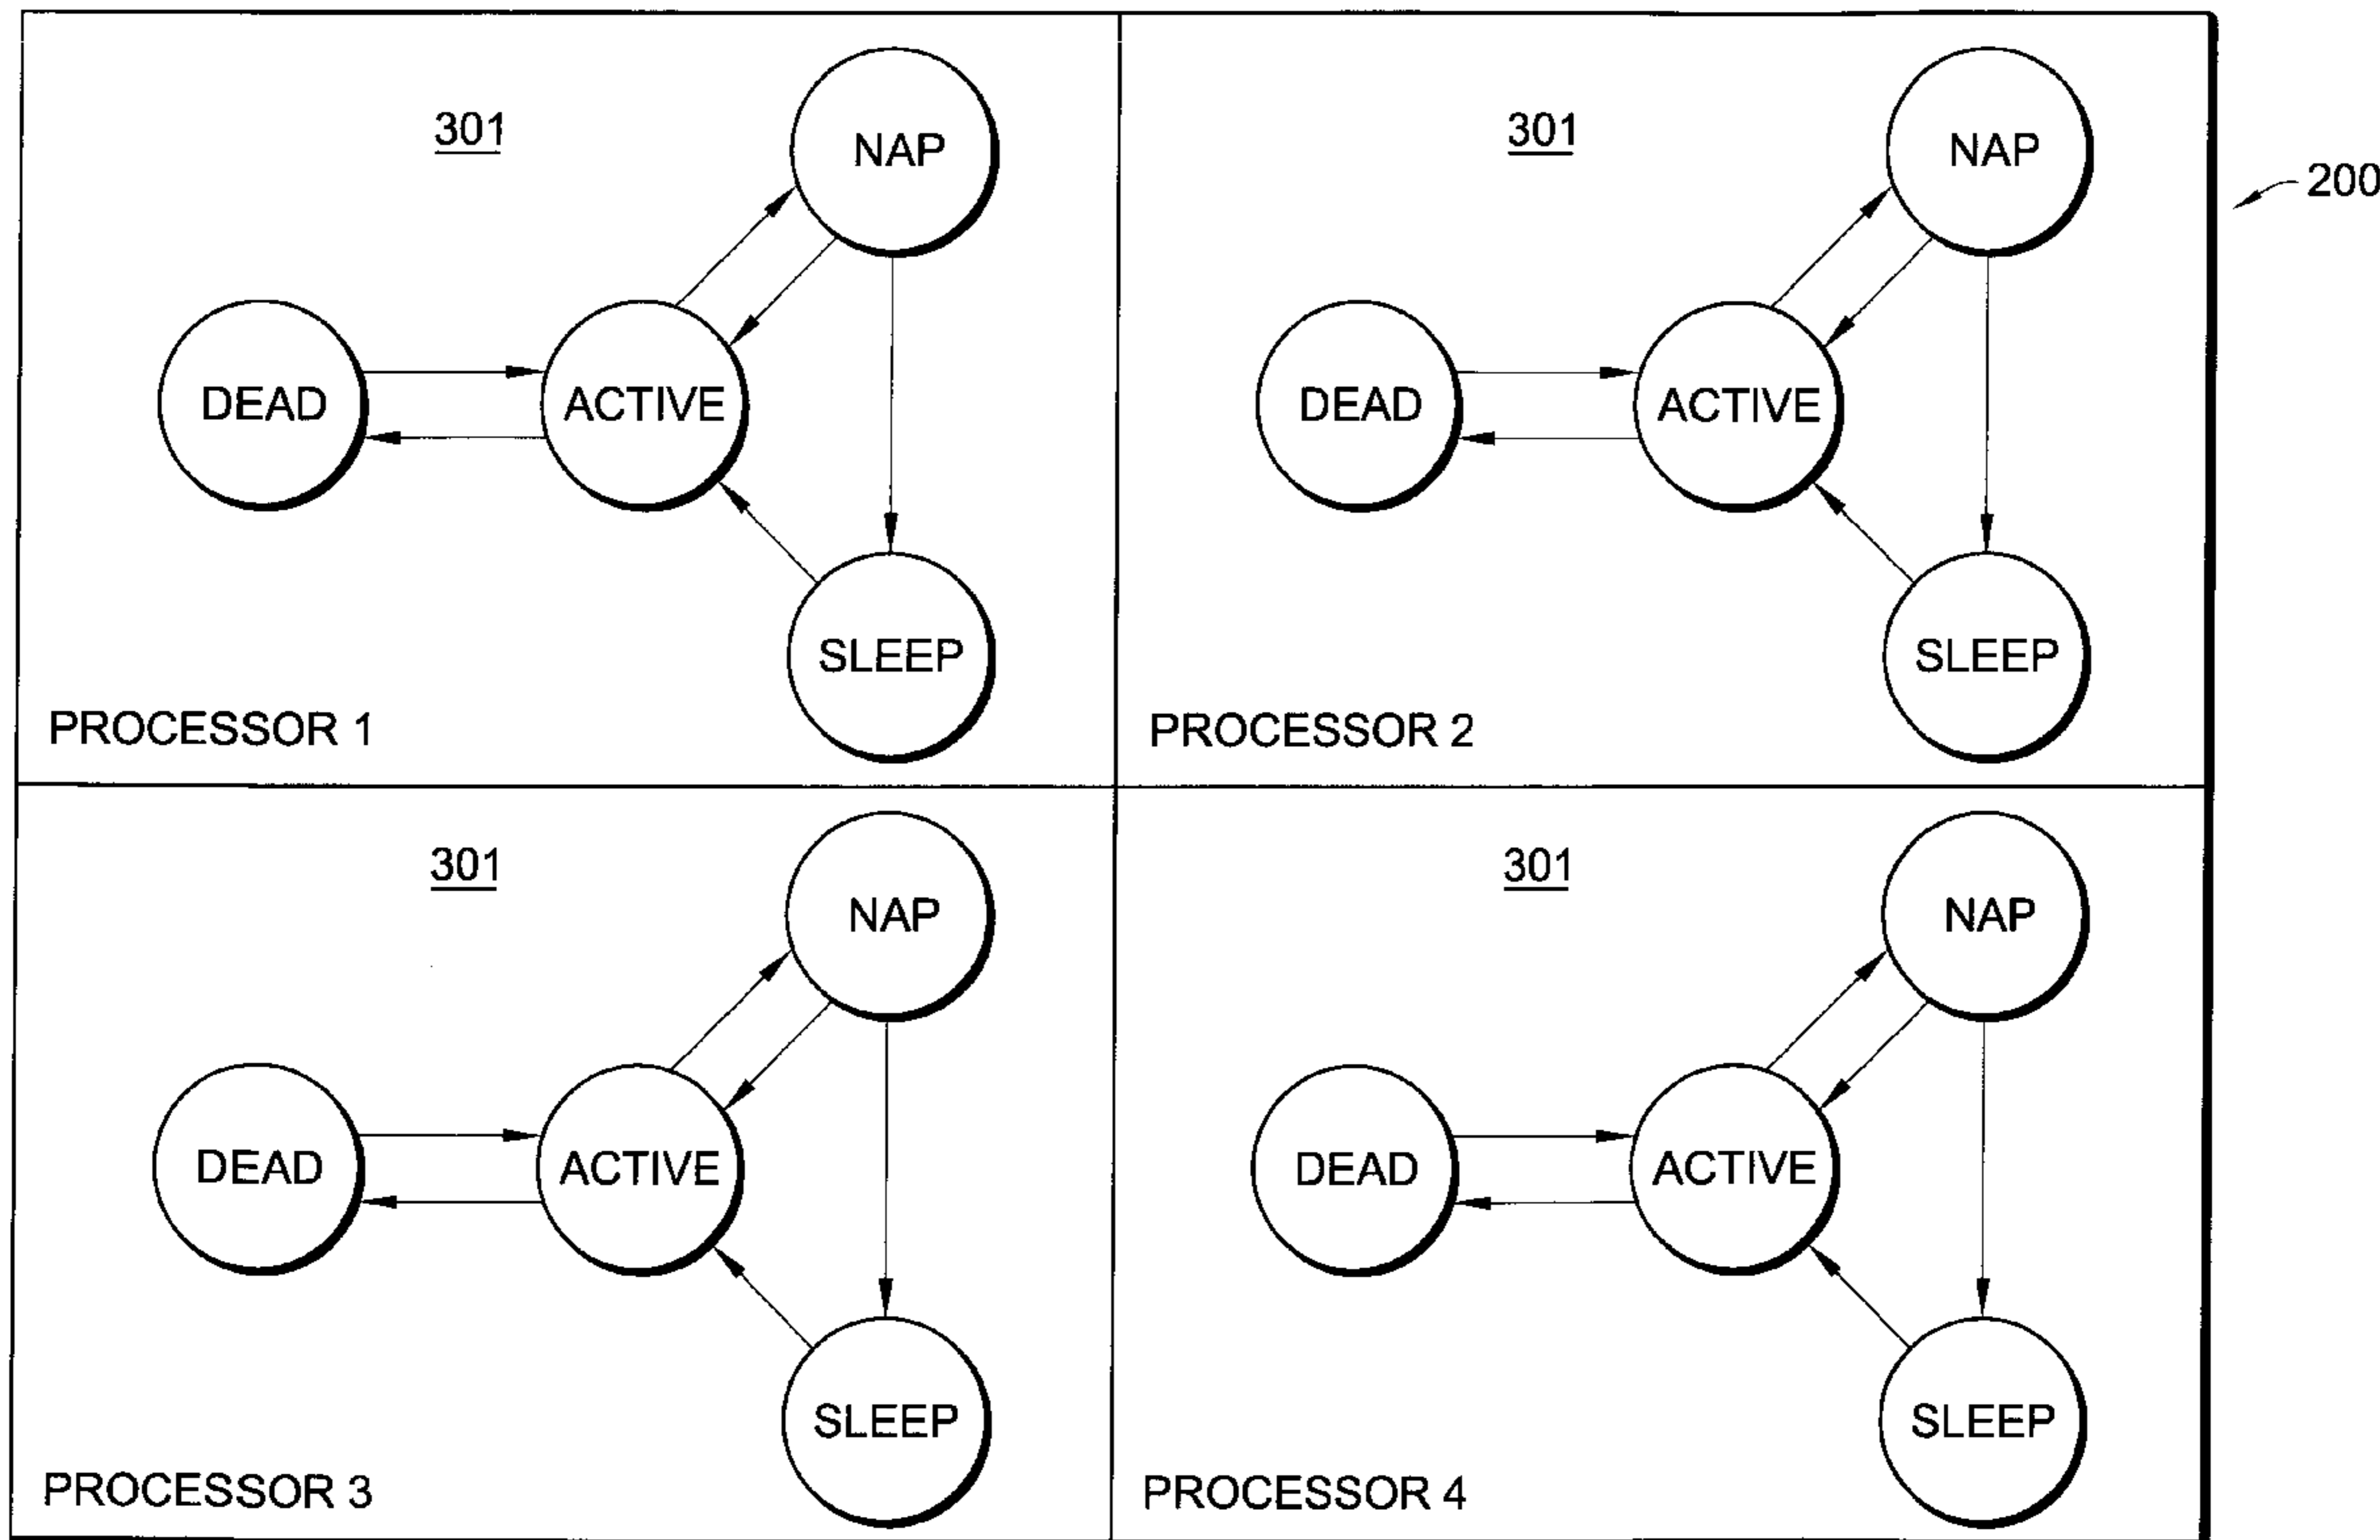 301
NAP
DEAD
ACTIVE
SLEEP
PROCESSOR 1
301
NAP
200
DEAD
ACTIVE
SLEEP
PROCESSOR 2
301
NAP
DEAD
ACTIVE
SLEEP
PROCESSOR 3
301
NAP
DEAD
ACTIVE
SLEEP
PROCESSOR 4